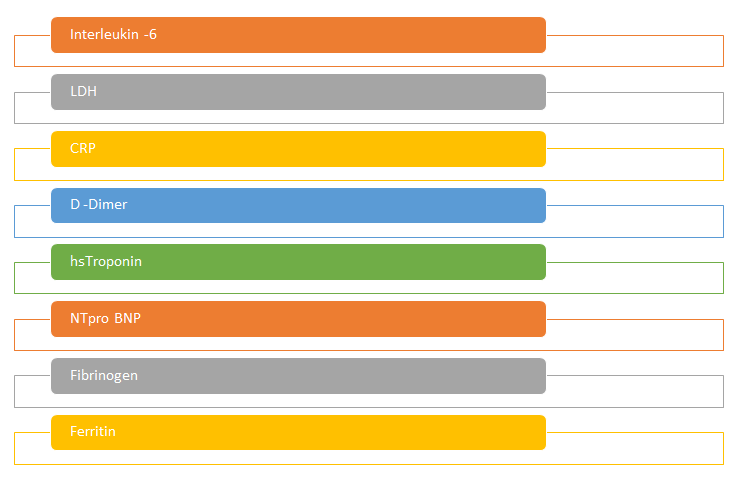 Interleukin -6
LDH
CRP
D -Dimer
hsTroponin
NTpro BNP
Fibrinogen
Ferritin